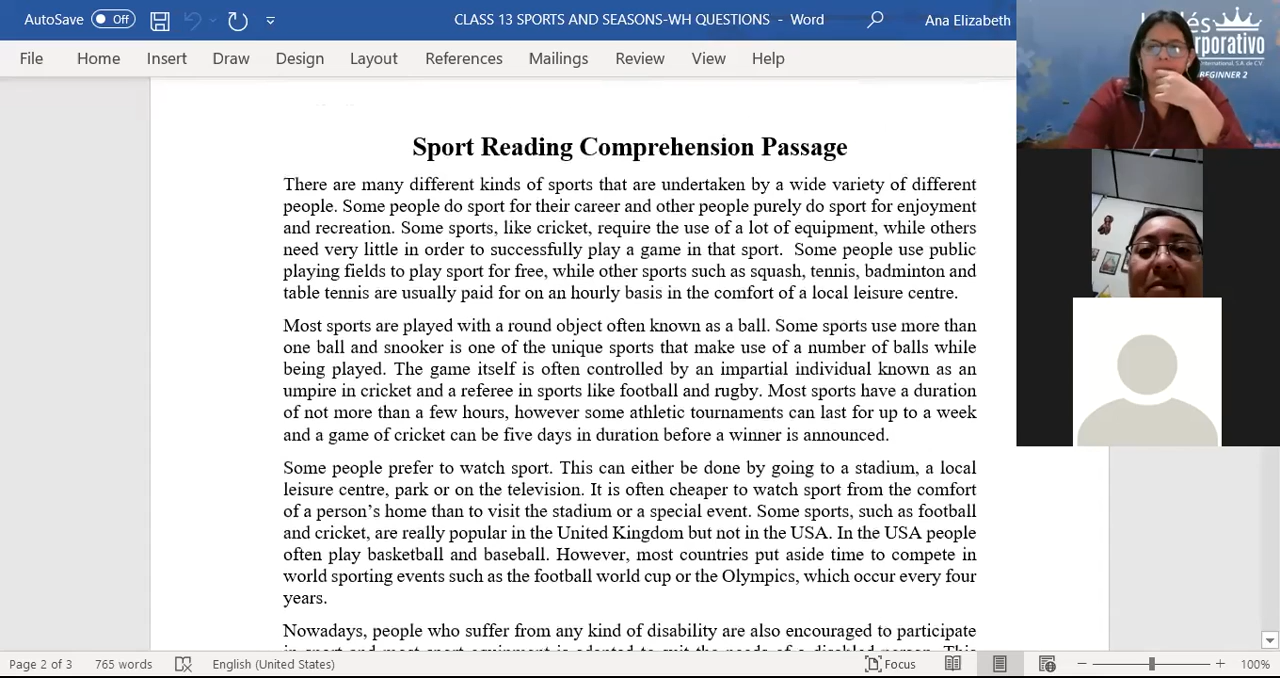 AutoSave Off CLASS 13 SPORTS AND SEASONS-WH QUESTIONS - Word Ana Elizabeth
File Home Insert Draw Design Layout References Mailings Review View Help
BEGINNER 2
Sport Reading Comprehension Passage
There are many different kinds of sports that are undertaken by a wide variety of different
people. Some people do sport for their career and other people purely do sport for enjoyment
and recreation. Some sports, like cricket, require the use of a lot of equipment, while others
need very little in order to successfully play a game in that sport. Some people use public
playing fields to play sport for free, while other sports such as squash, tennis, badminton and
table tennis are usually paid for on an hourly basis in the comfort of a local leisure centre.
Most sports are played with a round object often known as a ball. Some sports use more than
one ball and snooker is one of the unique sports that make use of a number of balls while
being played. The game itself is often controlled by an impartial individual known as an
umpire in cricket and a referee in sports like football and rugby. Most sports have a duration
of not more than a few hours, however some athletic tournaments can last for up to a week
and a game of cricket can be five days in duration before a winner is announced.
Some people prefer to watch sport. This can either be done by going to a stadium, a local
leisure centre, park or on the television. It is often cheaper to watch sport from the comfort
of a person's home than to visit the stadium or a special event. Some sports, such as football
and cricket, are really popular in the United Kingdom but not in the USA. In the USA people
often play basketball and baseball. However, most countries put aside time to compete in
world sporting events such as the football world cup or the Olympics, which occur every four
years.
Nowadays, people who suffer from any kind of disability are also encouraged to participate
in sport and most sport equipment is adapted to suit the needs of a disabled person. This
Page 2 of 3 765 words English (United States) Focus 100%